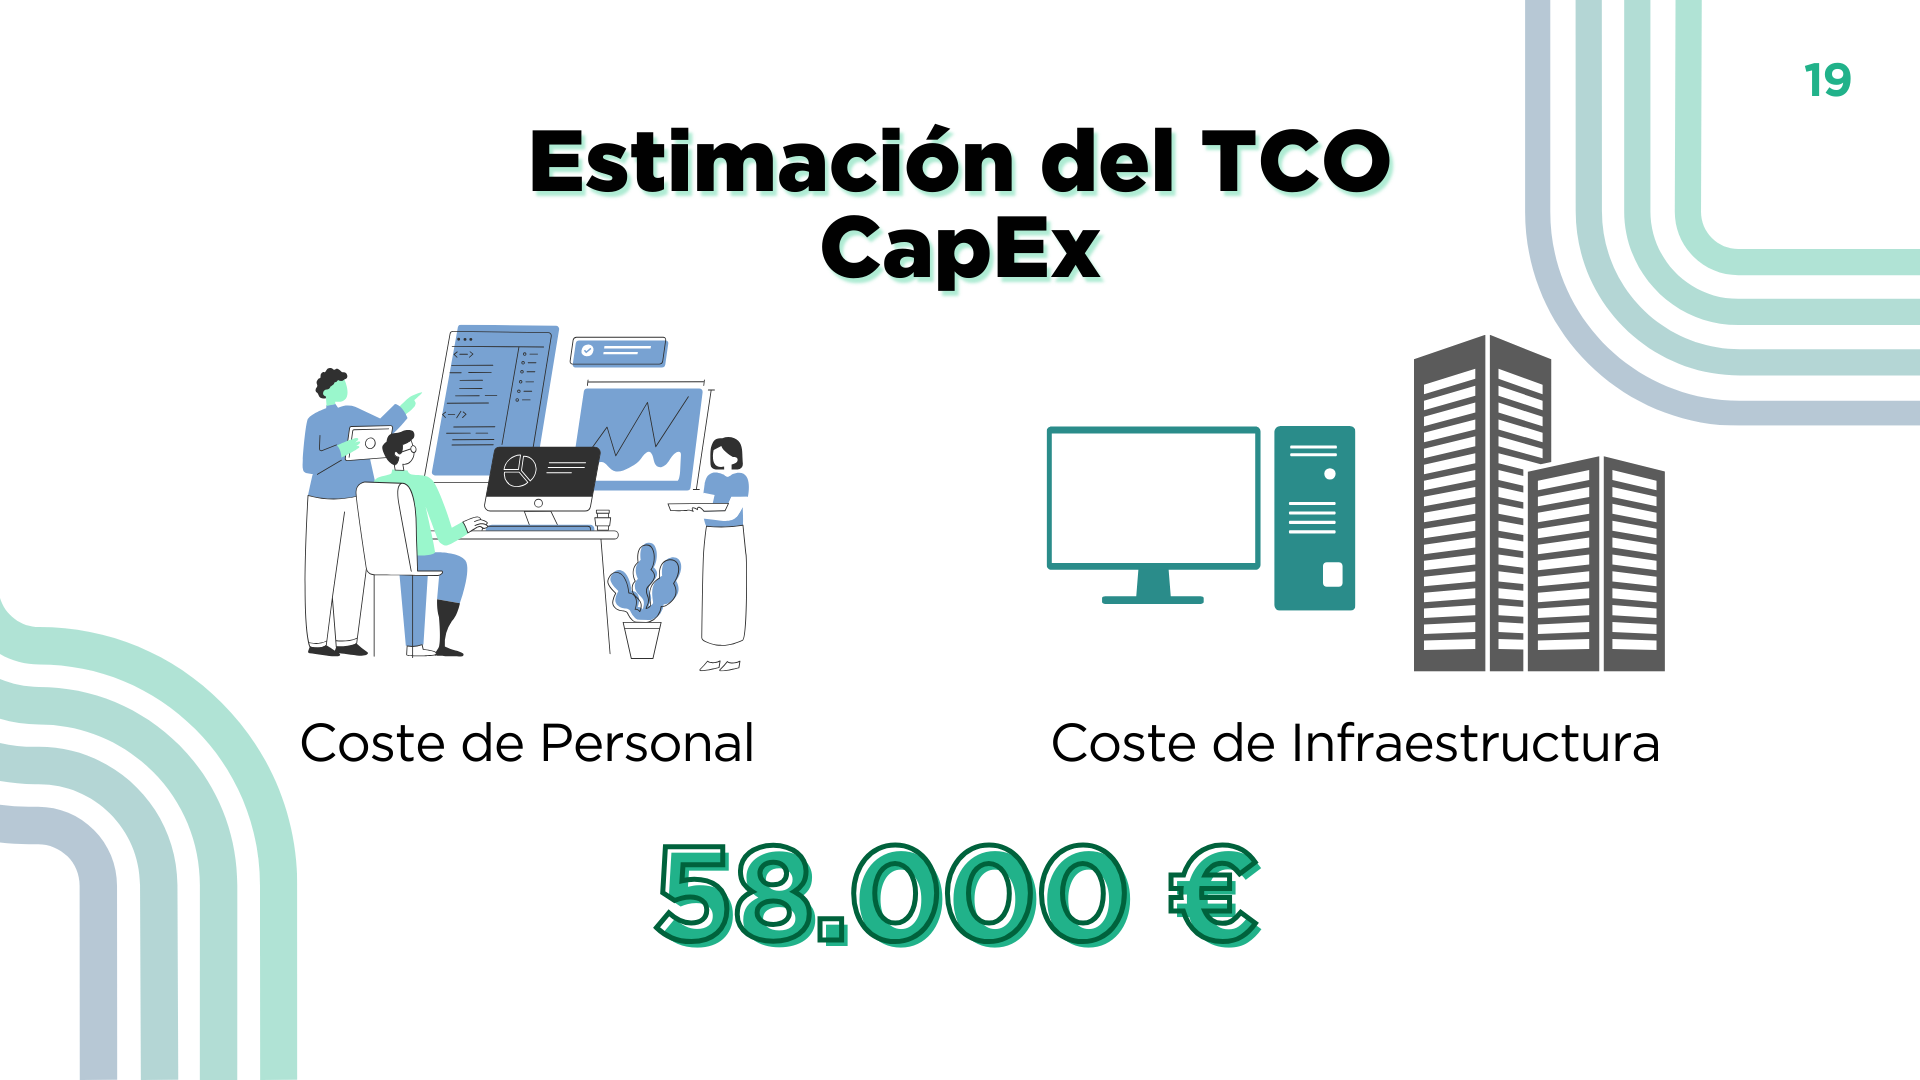 19
Estimación del TCO
CapEx
Coste de Personal
Coste de Infraestructura
58.000 €